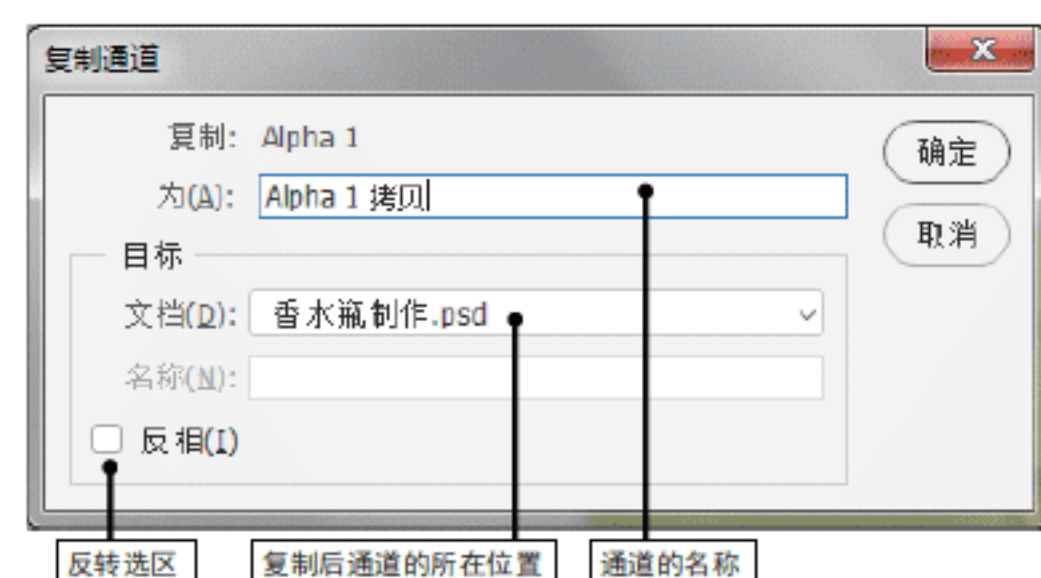 复制通道
复制: Alpha 1
确定
为(A): Alpha 1 拷贝
取消
目标
文档(D): 香水瓶制作.psd
名称(N):
反相(I)
反转选区 复制后通道的所在位置 通道的名称